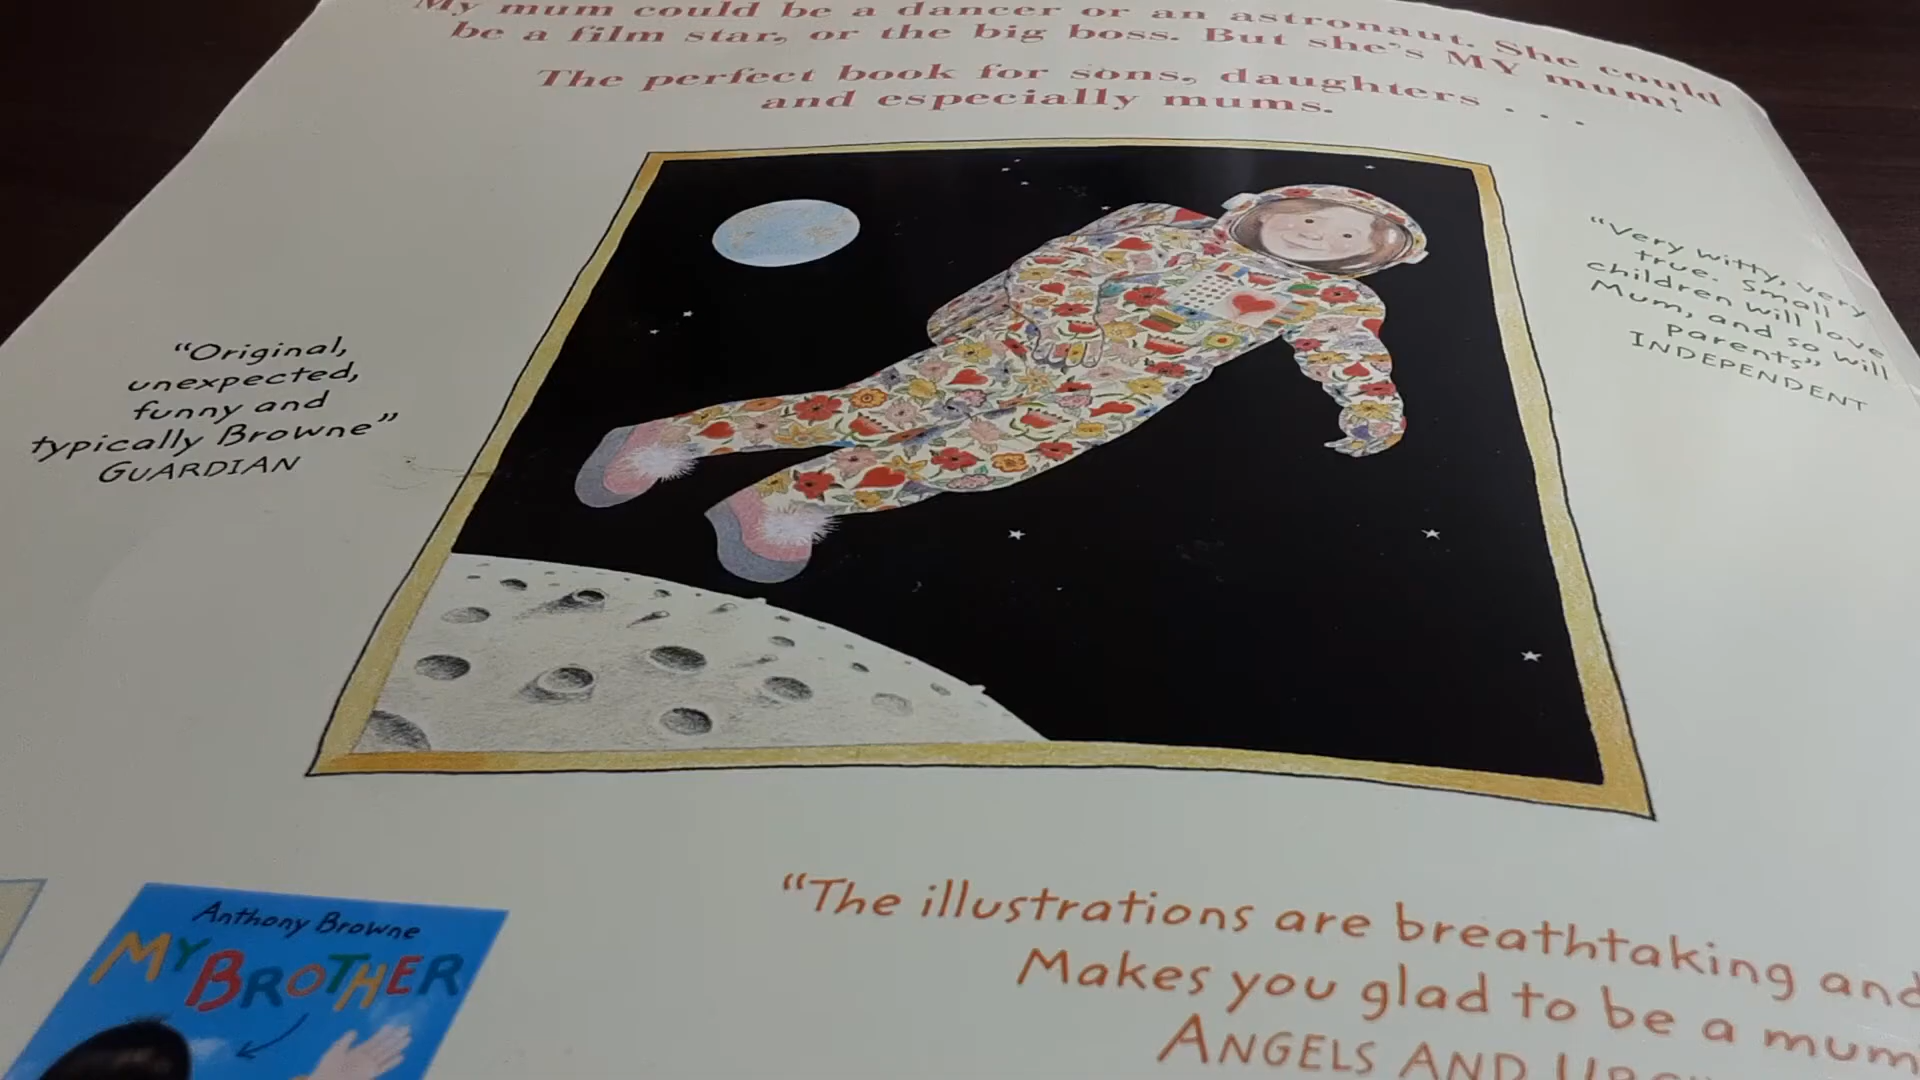 My mum could be a dancer or an astronaut. She could
be a film star, or the big boss. But she's MY mum!
The perfect book for sons, daughters . . .
and especially mums.
"Original,
unexpected,
funny and
typically Browne"
GUARDIAN
"Very witty, very
true. Small
children will love
Mum, and so will
parents"
INDEPENDENT
"The illustrations are breathtaking and
Makes you glad to be a mum
ANGELS AND
Anthony Browne
MY BROTHER